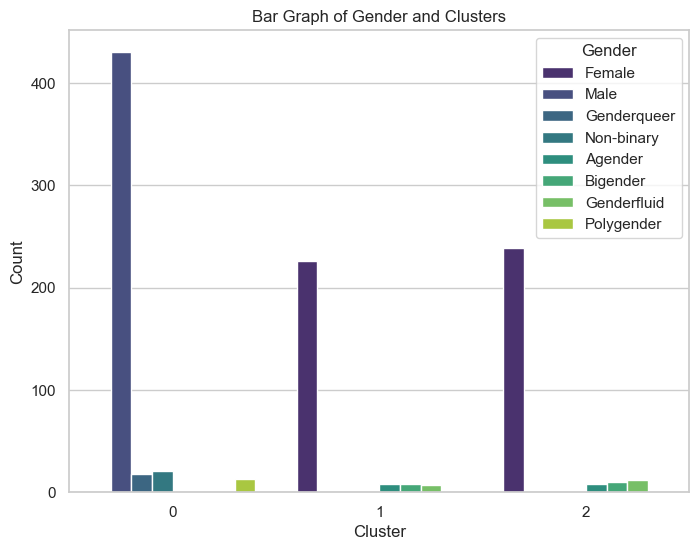 Bar Graph of Gender and Clusters
Gender
Female
Male
Genderqueer
Non-binary
Agender
Bigender
Genderfluid
Polygender
Count
400
300
200
100
0
0
1
2
Cluster